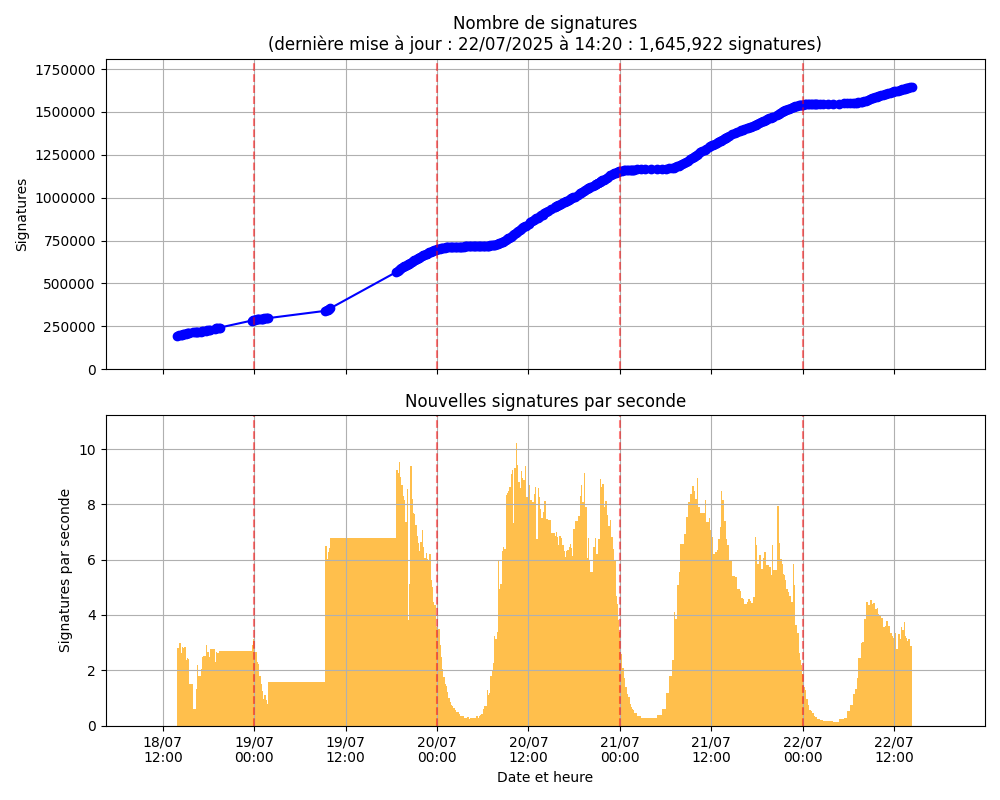 Nombre de signatures
(dernière mise à jour : 22/07/2025 à 14:20 : 1,645,922 signatures)
1750000
1500000
1250000
1000000
750000
500000
250000
0
Signatures
Nouvelles signatures par seconde
10
8
6
4
2
0
Signatures par seconde
18/07 19/07 19/07 20/07 20/07 21/07 21/07 22/07 22/07
12:00 00:00 12:00 00:00 12:00 00:00 12:00 00:00 12:00
Date et heure